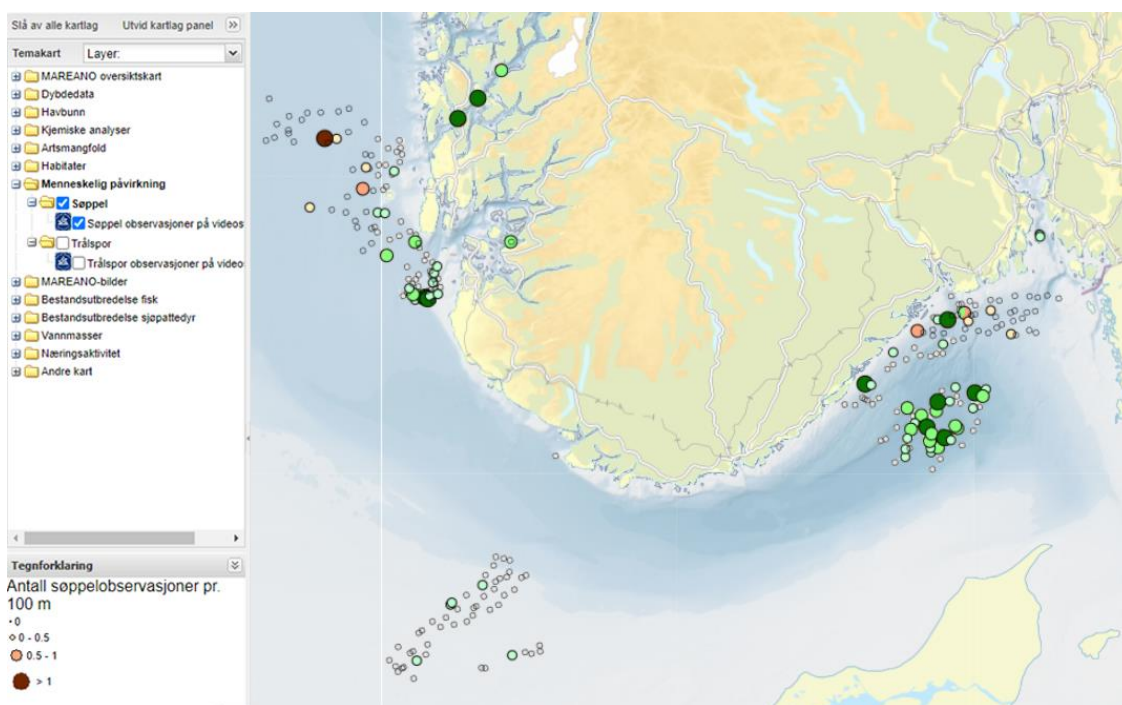 Slå av alle kartlag Utvid kartlag panel
Temakart Layer:
MAREANO oversiktskart
Dybdedata
Havbunn
Kjemiske analyser
Artsmangfold
Habitater
Menneskelig påvirkning
Søppel
Søppel observasjoner på videos
Trålspor
Trålspor observasjoner på video
MAREANO-bilder
Bestandsutbredelse fisk
Bestandsutbredelse sjøpattedyr
Vannmasser
Næringsaktivitet
Andre kart
Tegnforklaring
Antall søppelobservasjoner pr.
100 m
0
0 - 0.5
0.5 - 1
> 1